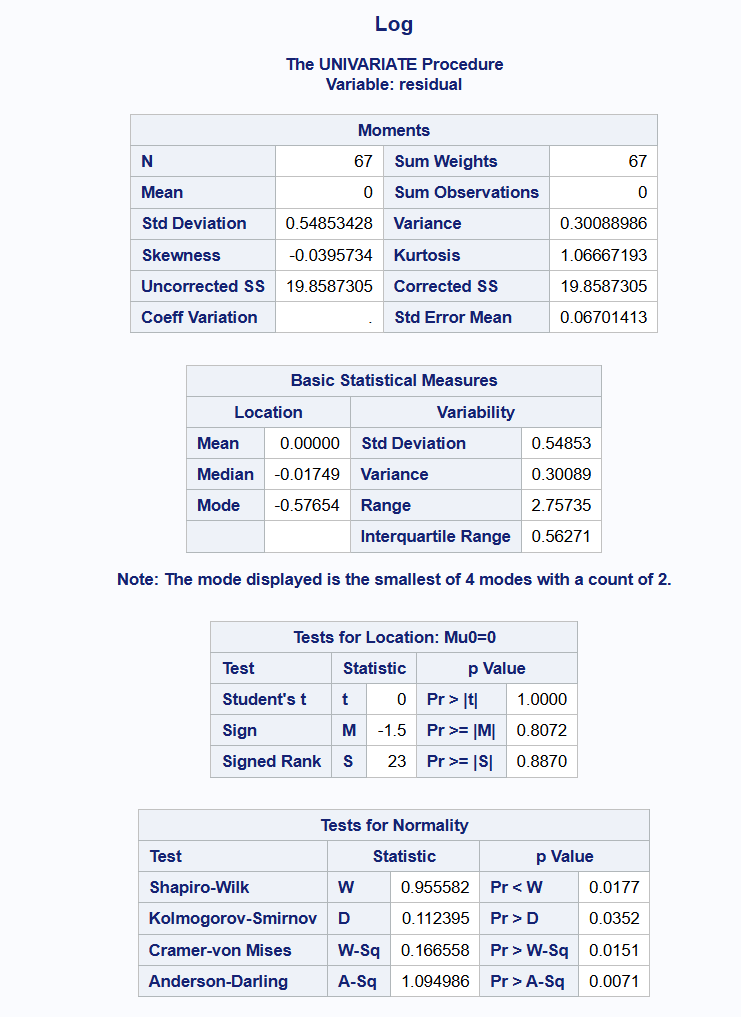 Log
The UNIVARIATE Procedure
Variable: residual
Moments
N 67 Sum Weights 67
Mean 0 Sum Observations 0
Std Deviation 0.54853428 Variance 0.30088986
Skewness -0.0395734 Kurtosis 1.06667193
Uncorrected SS 19.8587305 Corrected SS 19.8587305
Coeff Variation . Std Error Mean 0.06701413
Basic Statistical Measures
Location Variability
Mean 0.00000 Std Deviation 0.54853
Median -0.01749 Variance 0.30089
Mode -0.57654 Range 2.75735
Interquartile Range 0.56271
Note: The mode displayed is the smallest of 4 modes with a count of 2.
Tests for Location: Mu0=0
Test Statistic p Value
Student's t t 0 Pr > |t| 1.0000
Sign M -1.5 Pr >= |M| 0.8072
Signed Rank S 23 Pr >= |S| 0.8870
Tests for Normality
Test Statistic p Value
Shapiro-Wilk W 0.955582 Pr < W 0.0177
Kolmogorov-Smirnov D 0.112395 Pr > D 0.0352
Cramer-von Mises W-Sq 0.166558 Pr > W-Sq 0.0151
Anderson-Darling A-Sq 1.094986 Pr > A-Sq 0.0071